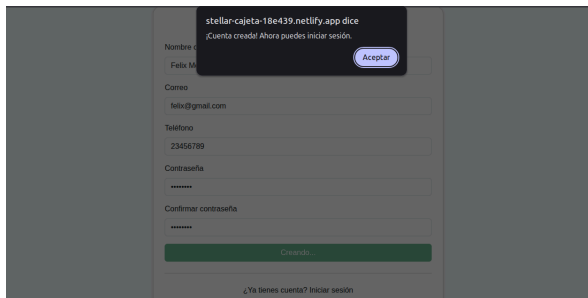 stellar-cajeta-18e439.netlify.app dice
¡Cuenta creada! Ahora puedes iniciar sesión.
Aceptar
Nombre
Felix
Correo
felix@gmail.com
Teléfono
23456789
Contraseña
••••••••
Confirmar contraseña
••••••••
Creando...
¿Ya tienes cuenta? Iniciar sesión